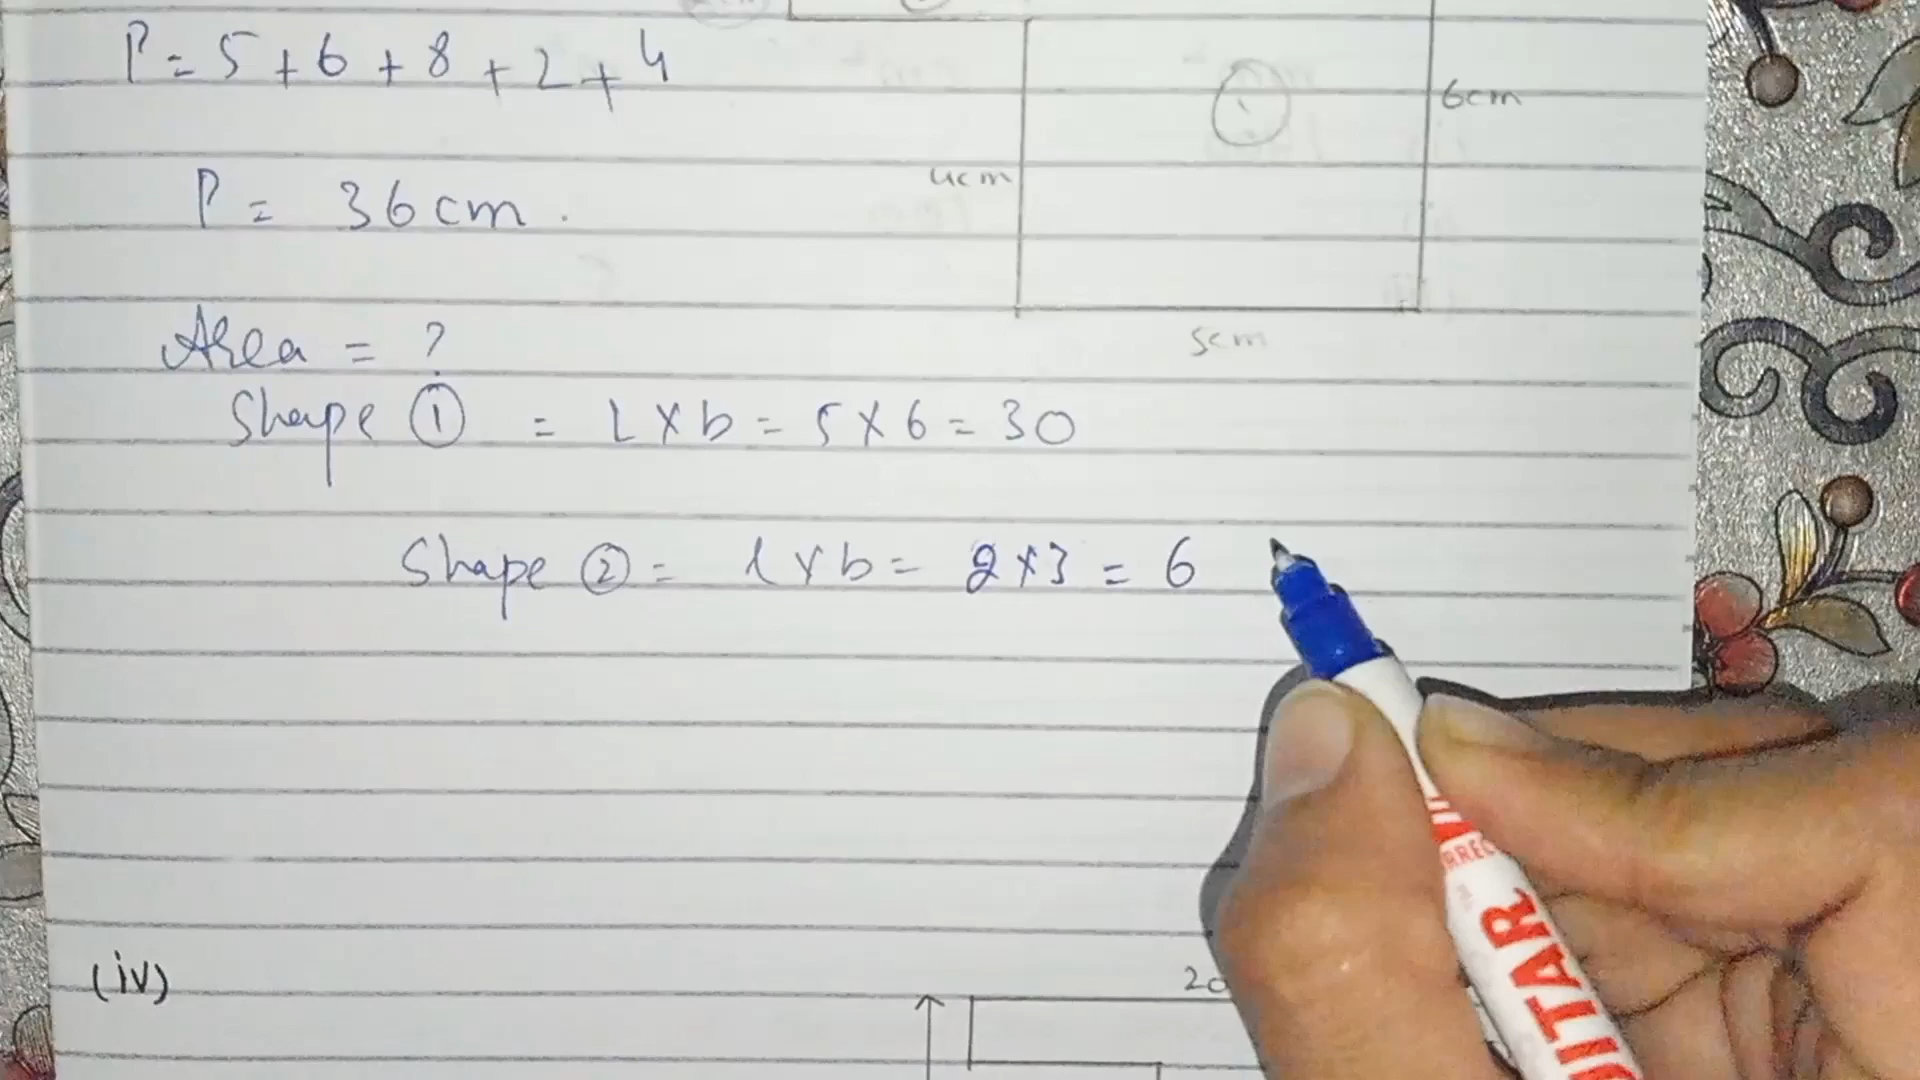 P = 5 + 6 + 8 + 2 + 4
6cm
4cm
P = 36 cm.
5cm
Area = ?
Shape ① = l x b = 5 x 6 = 30
Shape ② = l x b = 2 x 3 = 6
(iv)
20